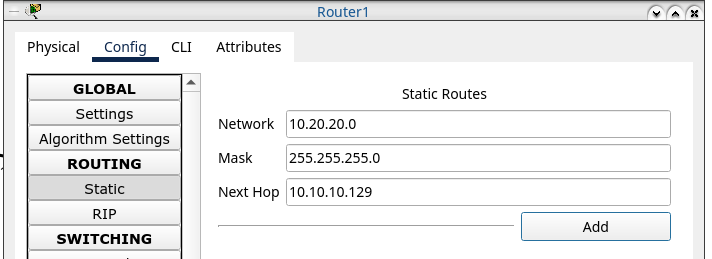 Router1
Physical Config CLI Attributes
GLOBAL
Settings
Algorithm Settings
ROUTING
Static
RIP
SWITCHING
Static Routes
Network 10.20.20.0
Mask 255.255.255.0
Next Hop 10.10.10.129
Add